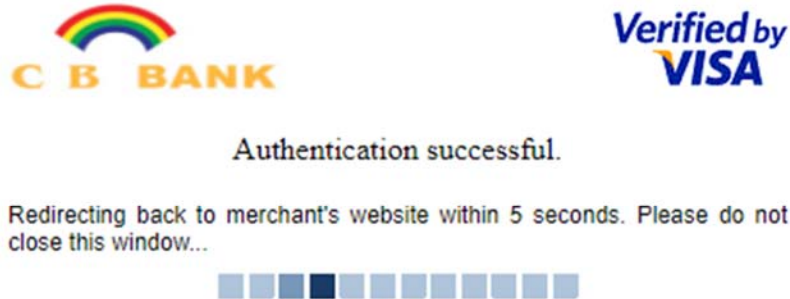 C B BANK
Verified by
VISA
Authentication successful.
Redirecting back to merchant's website within 5 seconds. Please do not
close this window...